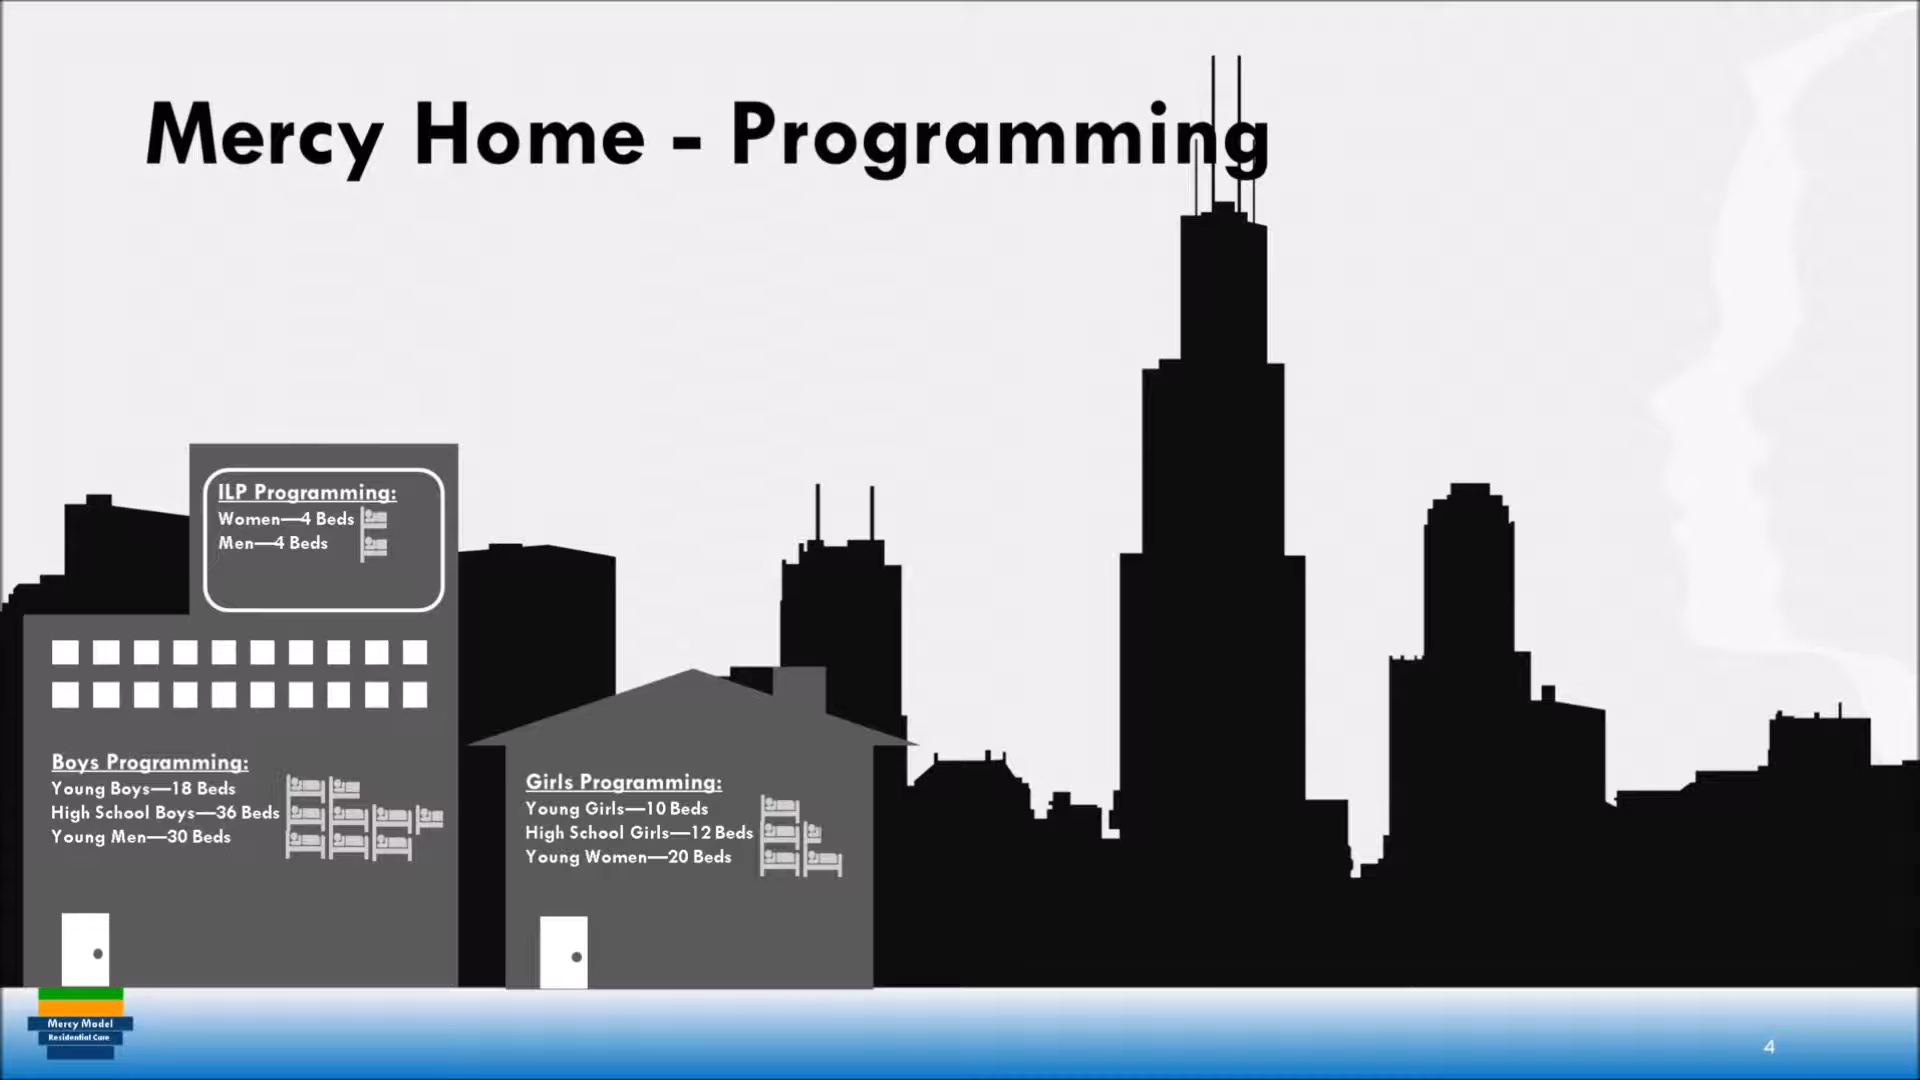 Mercy Home - Programming
ILP Programming:
Women—4 Beds
Men—4 Beds
Boys Programming:
Young Boys—18 Beds
High School Boys—36 Beds
Young Men—30 Beds
Girls Programming:
Young Girls—10 Beds
High School Girls—12 Beds
Young Women—20 Beds
Mercy Model
Residential Care
4